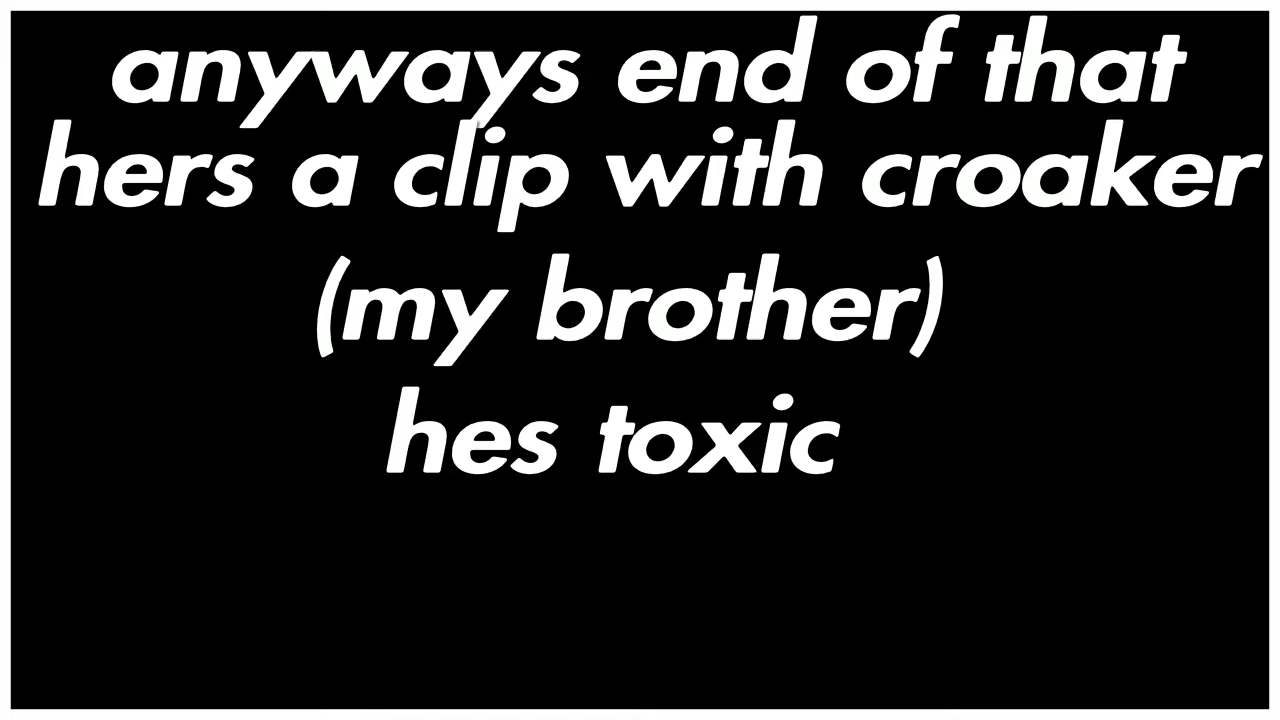 anyways end of that
hers a clip with croaker
(my brother)
hes toxic